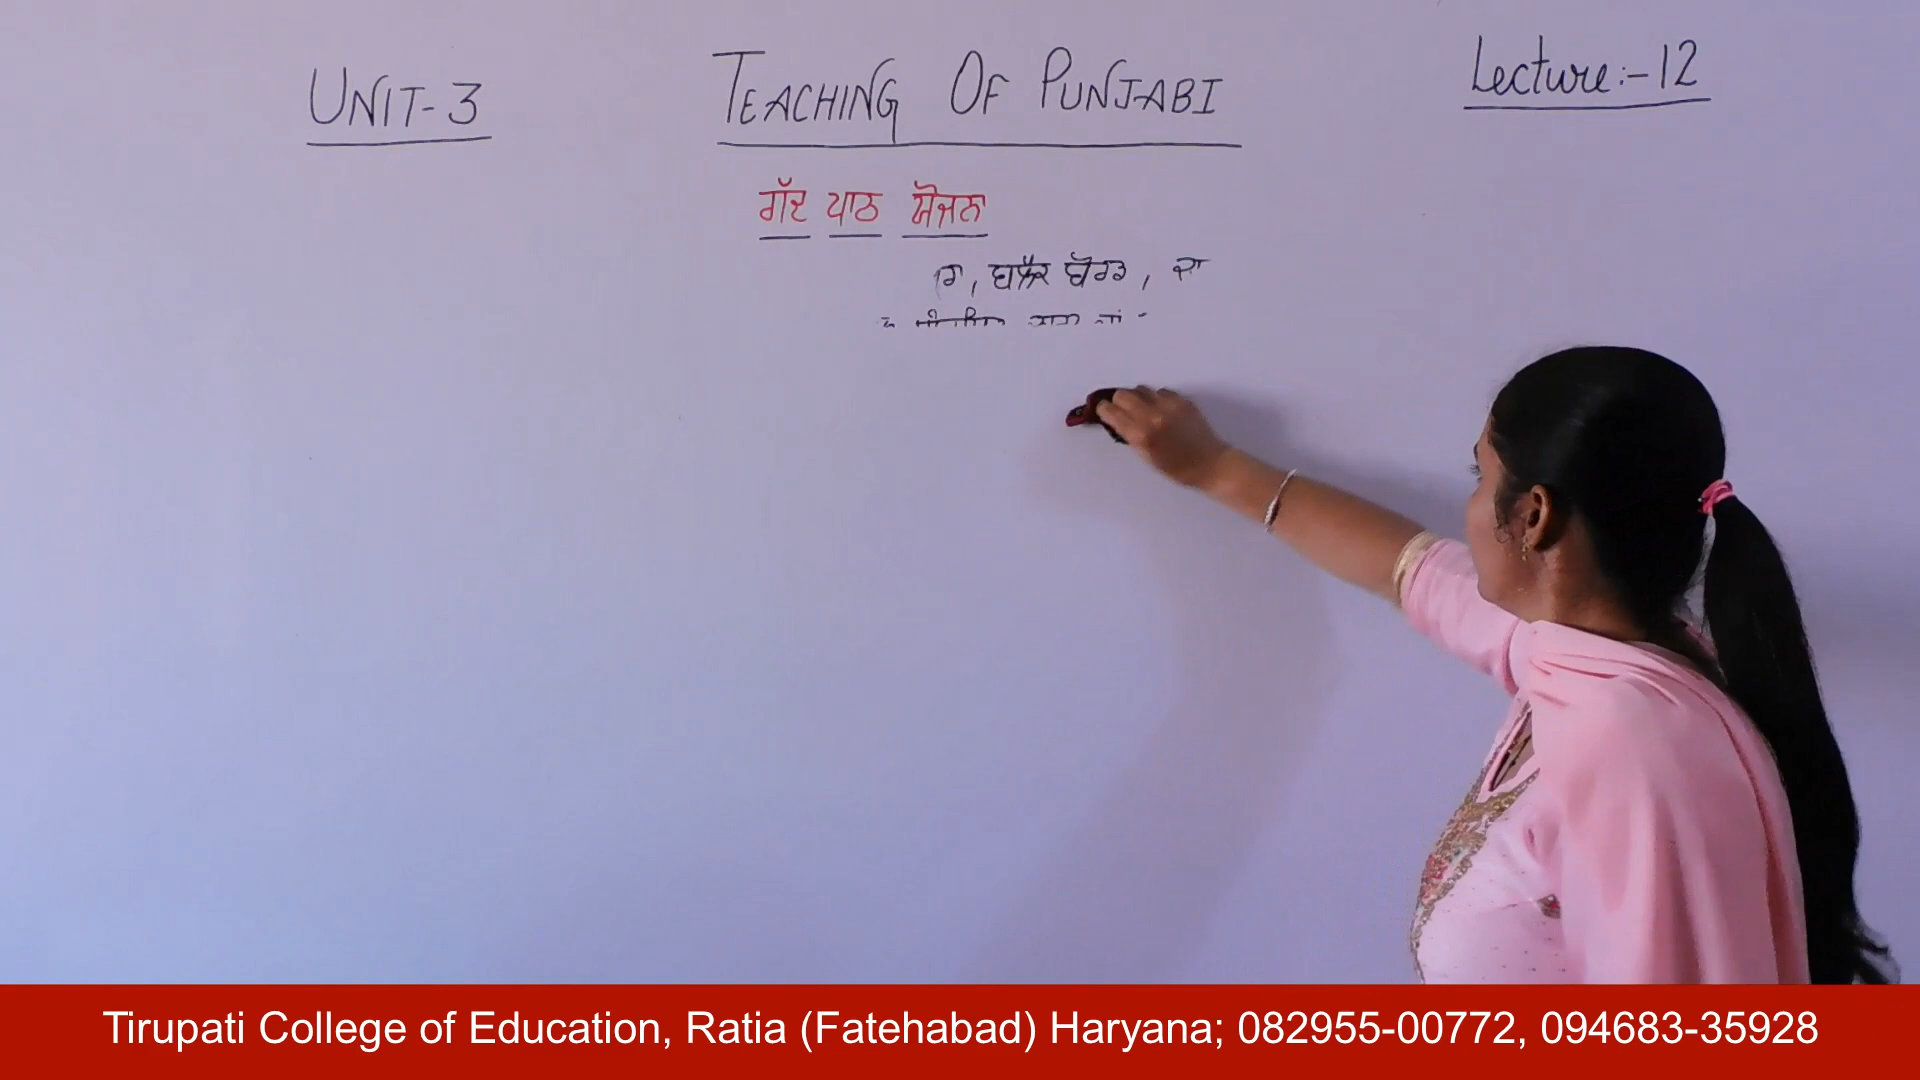 UNIT-3 TEACHING OF PUNJABI Lecture:-12
ਗੱਦ ਪਾਠ ਯੋਜਨਾ
, ਬਲੈਕ ਬੋਰਡ,
Tirupati College of Education, Ratia (Fatehabad) Haryana; 082955-00772, 094683-35928